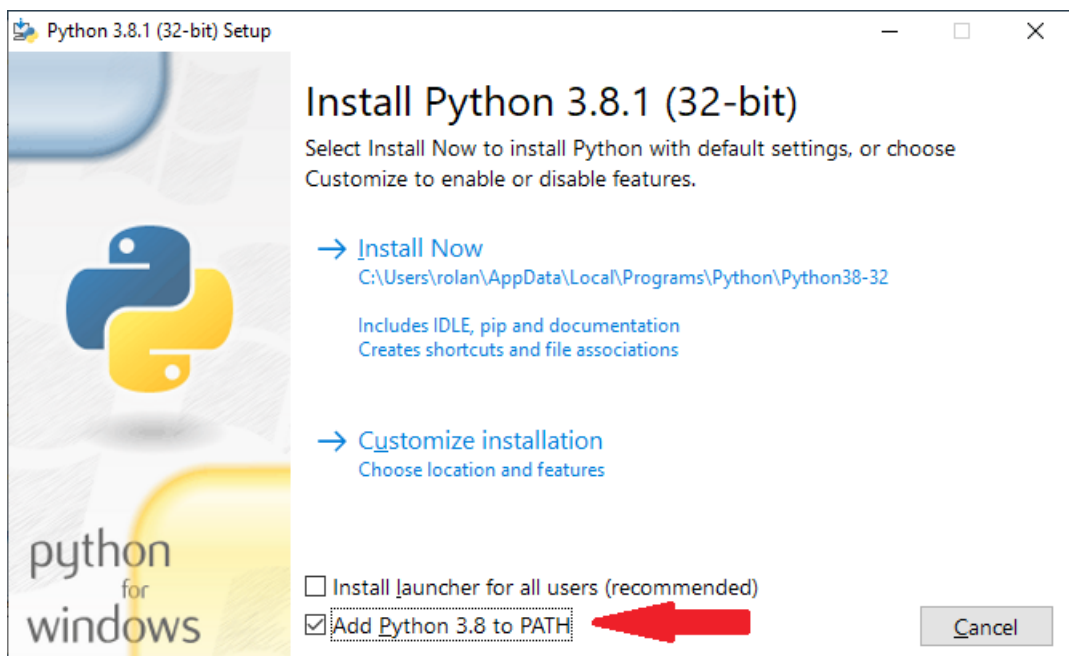 Python 3.8.1 (32-bit) Setup
Install Python 3.8.1 (32-bit)
Select Install Now to install Python with default settings, or choose
Customize to enable or disable features.
Install Now
C:\Users\rolan\AppData\Local\Programs\Python\Python38-32
Includes IDLE, pip and documentation
Creates shortcuts and file associations
Customize installation
Choose location and features
python
for
windows
Install launcher for all users (recommended)
Add Python 3.8 to PATH
Cancel